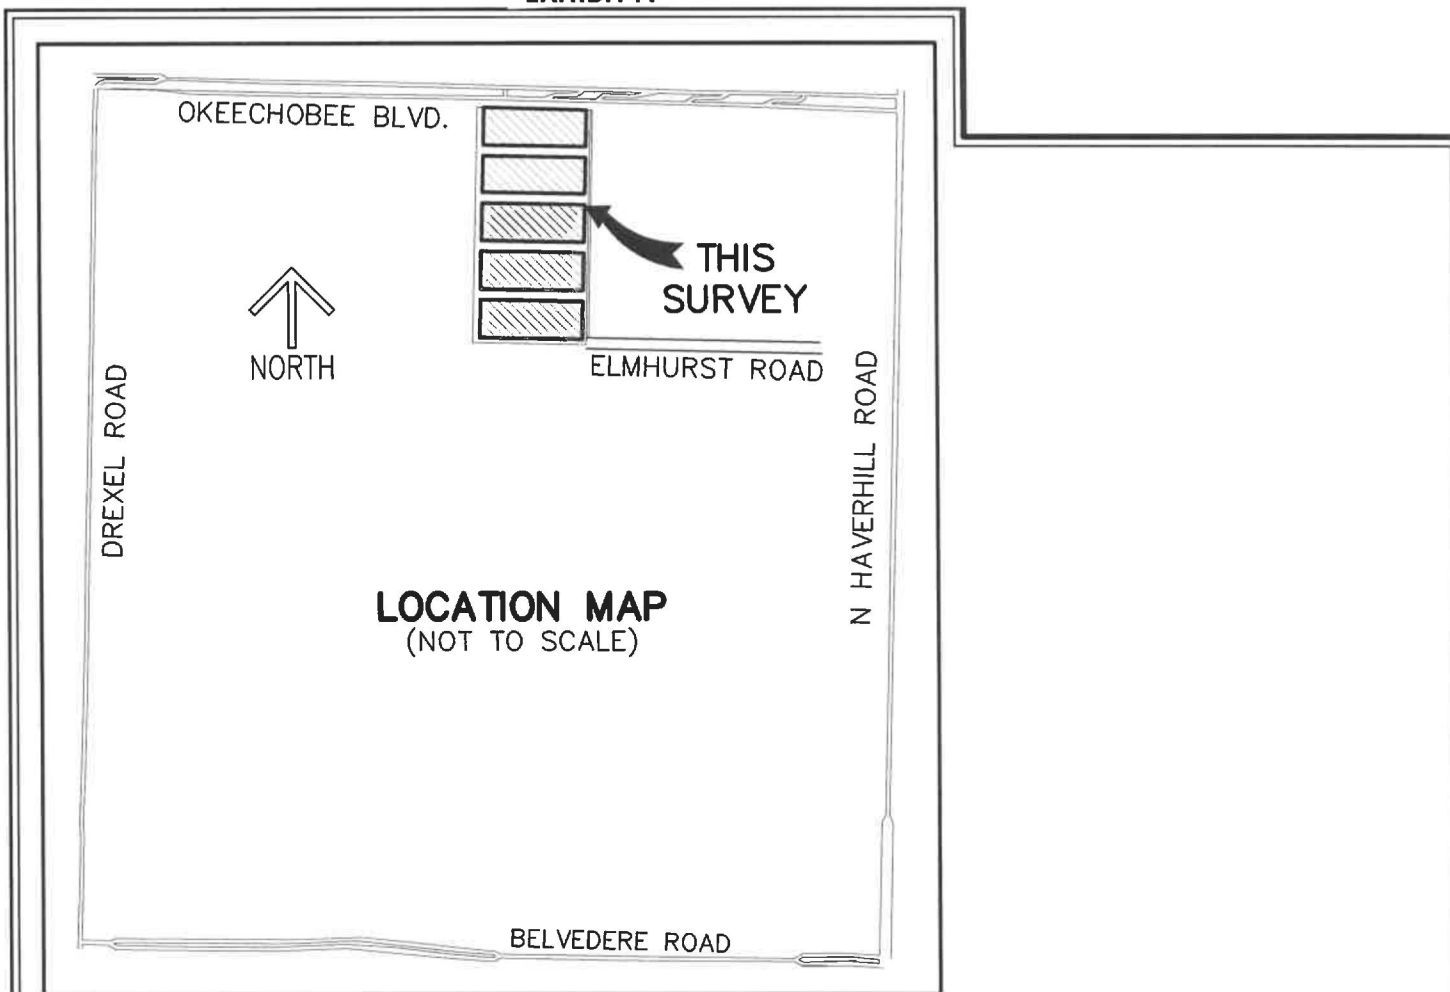 OKEECHOBEE BLVD.
THIS
SURVEY
NORTH
ELMHURST ROAD
DREXEL ROAD
N HAVERHILL ROAD
LOCATION MAP
(NOT TO SCALE)
BELVEDERE ROAD